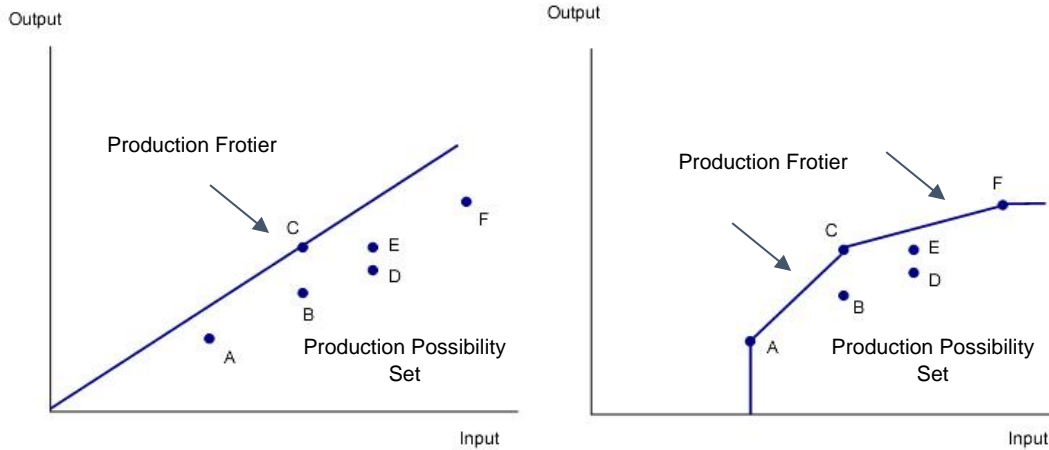 Output
Production Frotier
C
E
F
D
B
A
Production Possibility
Set
Input
Output
Production Frotier
F
C
E
D
B
A
Production Possibility
Set
Input